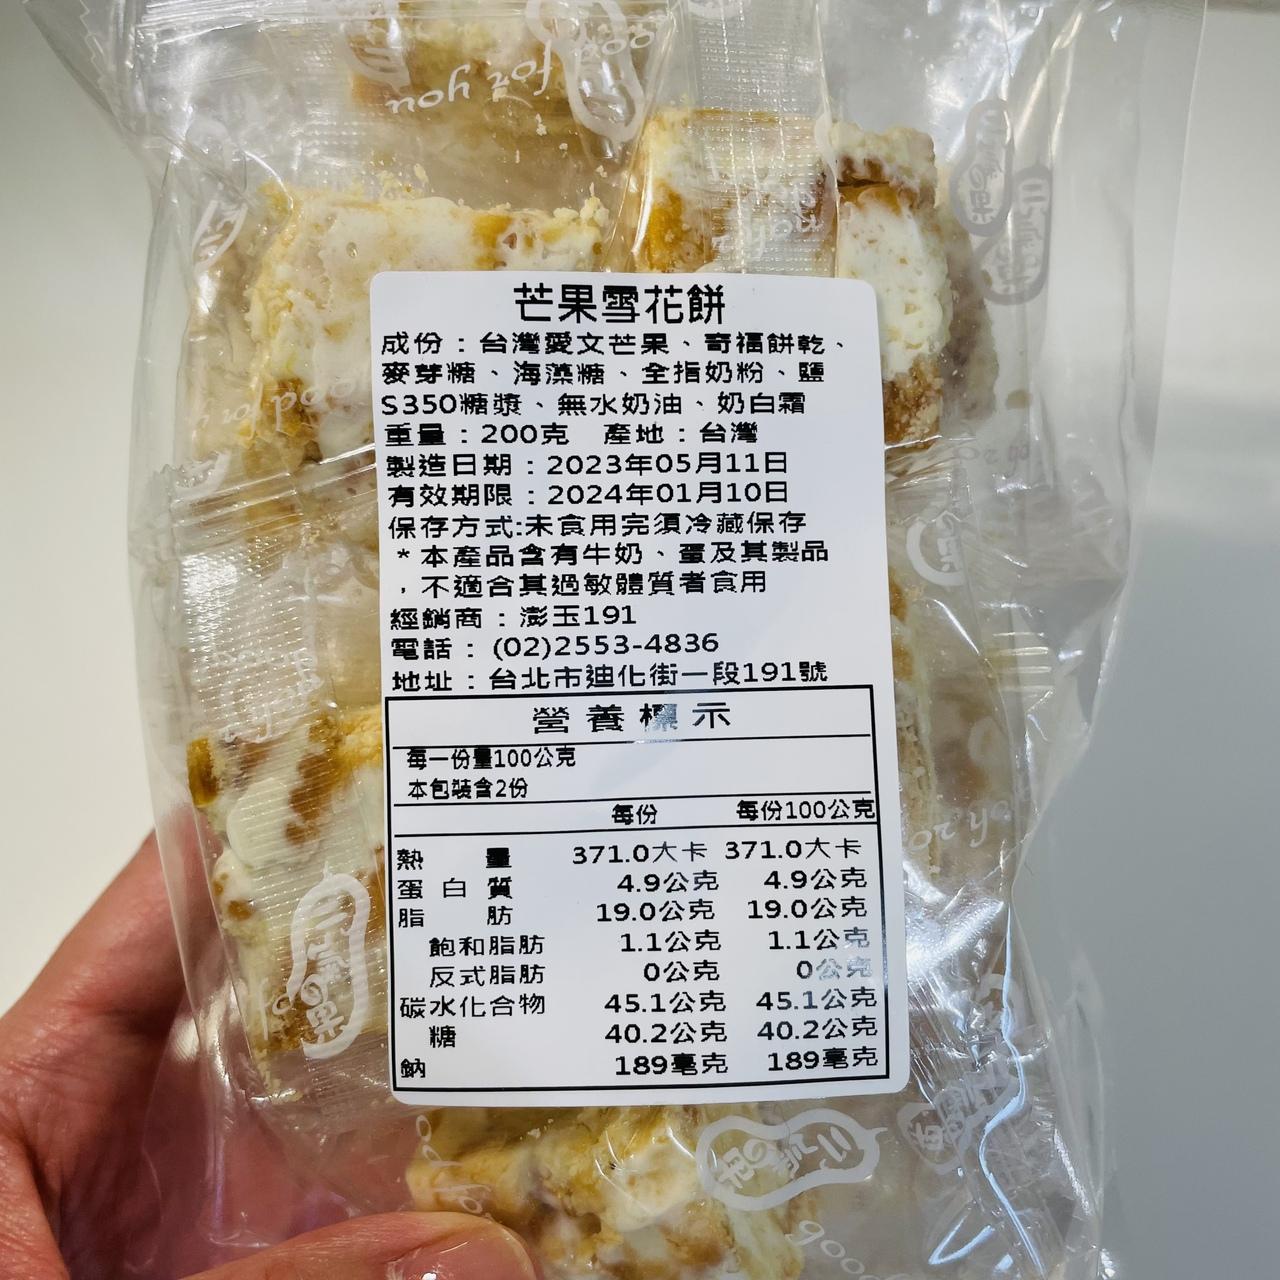 good for you
芒果雪花餅
成份：台灣愛文芒果、奇福餅乾、
麥芽糖、海藻糖、全指奶粉、鹽
S350糖漿、無水奶油、奶白霜
重量：200克 產地：台灣
製造日期：2023年05月11日
有效期限：2024年01月10日
保存方式:未食用完須冷藏保存
*本產品含有牛奶、蛋及其製品
，不適合其過敏體質者食用
經銷商：澎玉191
電話：(02)2553-4836
地址：台北市迪化街一段191號
營養標示
每一份量100公克
本包裝含2份
每份 每份100公克
熱量 371.0大卡 371.0大卡
蛋白質 4.9公克 4.9公克
脂肪 19.0公克 19.0公克
飽和脂肪 1.1公克 1.1公克
反式脂肪 0公克 0公克
碳水化合物 45.1公克 45.1公克
糖 40.2公克 40.2公克
鈉 189毫克 189毫克
good